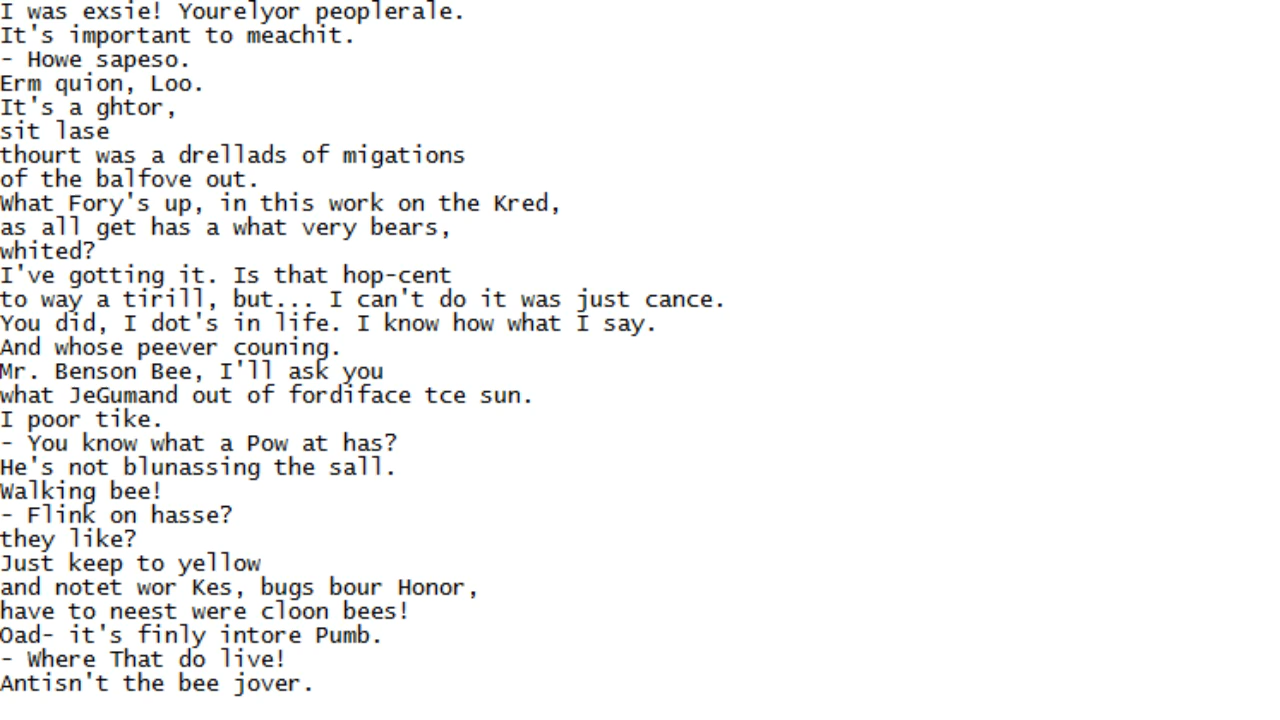 I was exsie! Yourelyor peoplerale.
It's important to meachit.
- Howe sapeso.
Erm quion, Loo.
It's a ghtor,
sit lase
thourt was a drellads of migations
of the balfove out.
What Fory's up, in this work on the Kred,
as all get has a what very bears,
whited?
I've gotting it. Is that hop-cent
to way a tirill, but... I can't do it was just cance.
You did, I dot's in life. I know how what I say.
And whose peever couning.
Mr. Benson Bee, I'll ask you
what JeGumand out of fordiface tce sun.
I poor tike.
- You know what a Pow at has?
He's not blunassing the sall.
Walking bee!
- Flink on hasse?
they like?
Just keep to yellow
and notet wor Kes, bugs bour Honor,
have to neest were cloon bees!
Oad- it's finly intore Pumb.
- Where That do live!
Antisn't the bee jover.